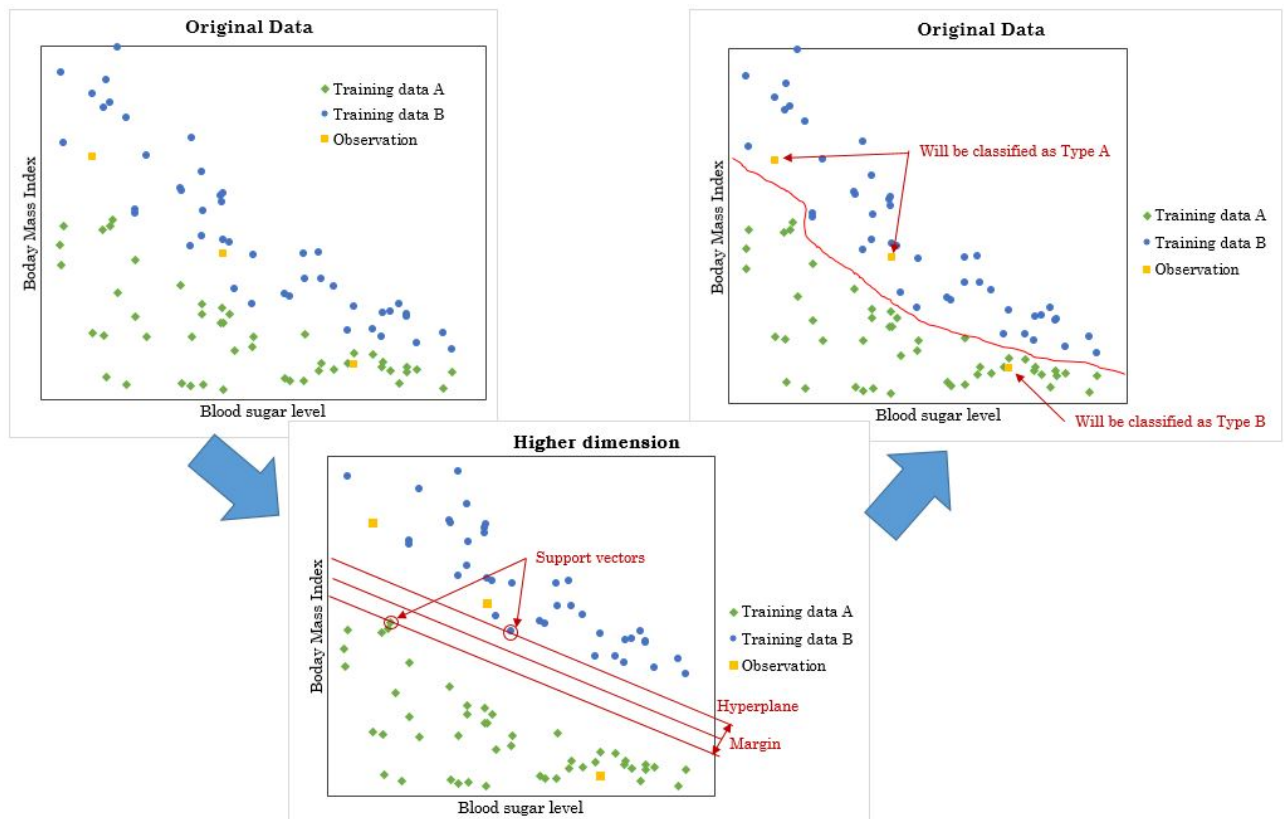 Original Data
Training data A
Training data B
Observation
Boday Mass Index
Blood sugar level
Original Data
Will be classified as Type A
Training data A
Training data B
Observation
Boday Mass Index
Blood sugar level
Will be classified as Type B
Higher dimension
Support vectors
Training data A
Training data B
Observation
Boday Mass Index
Hyperplane
Margin
Blood sugar level